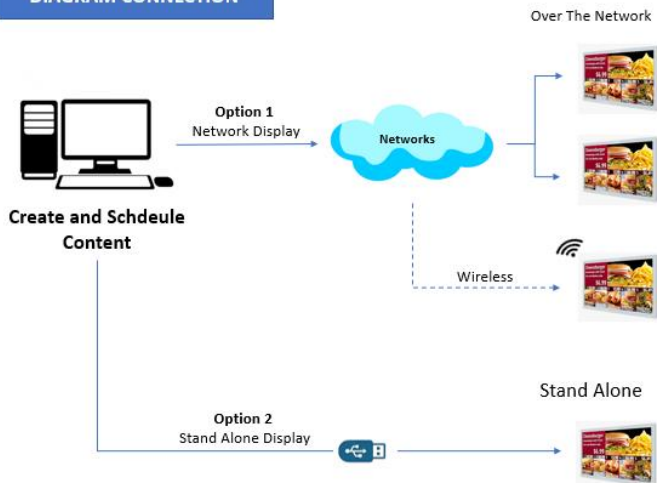 DIAGRAM CONNECTION
Over The Network
Option 1
Network Display
Networks
Create and Schdeule
Content
Wireless
Stand Alone
Option 2
Stand Alone Display